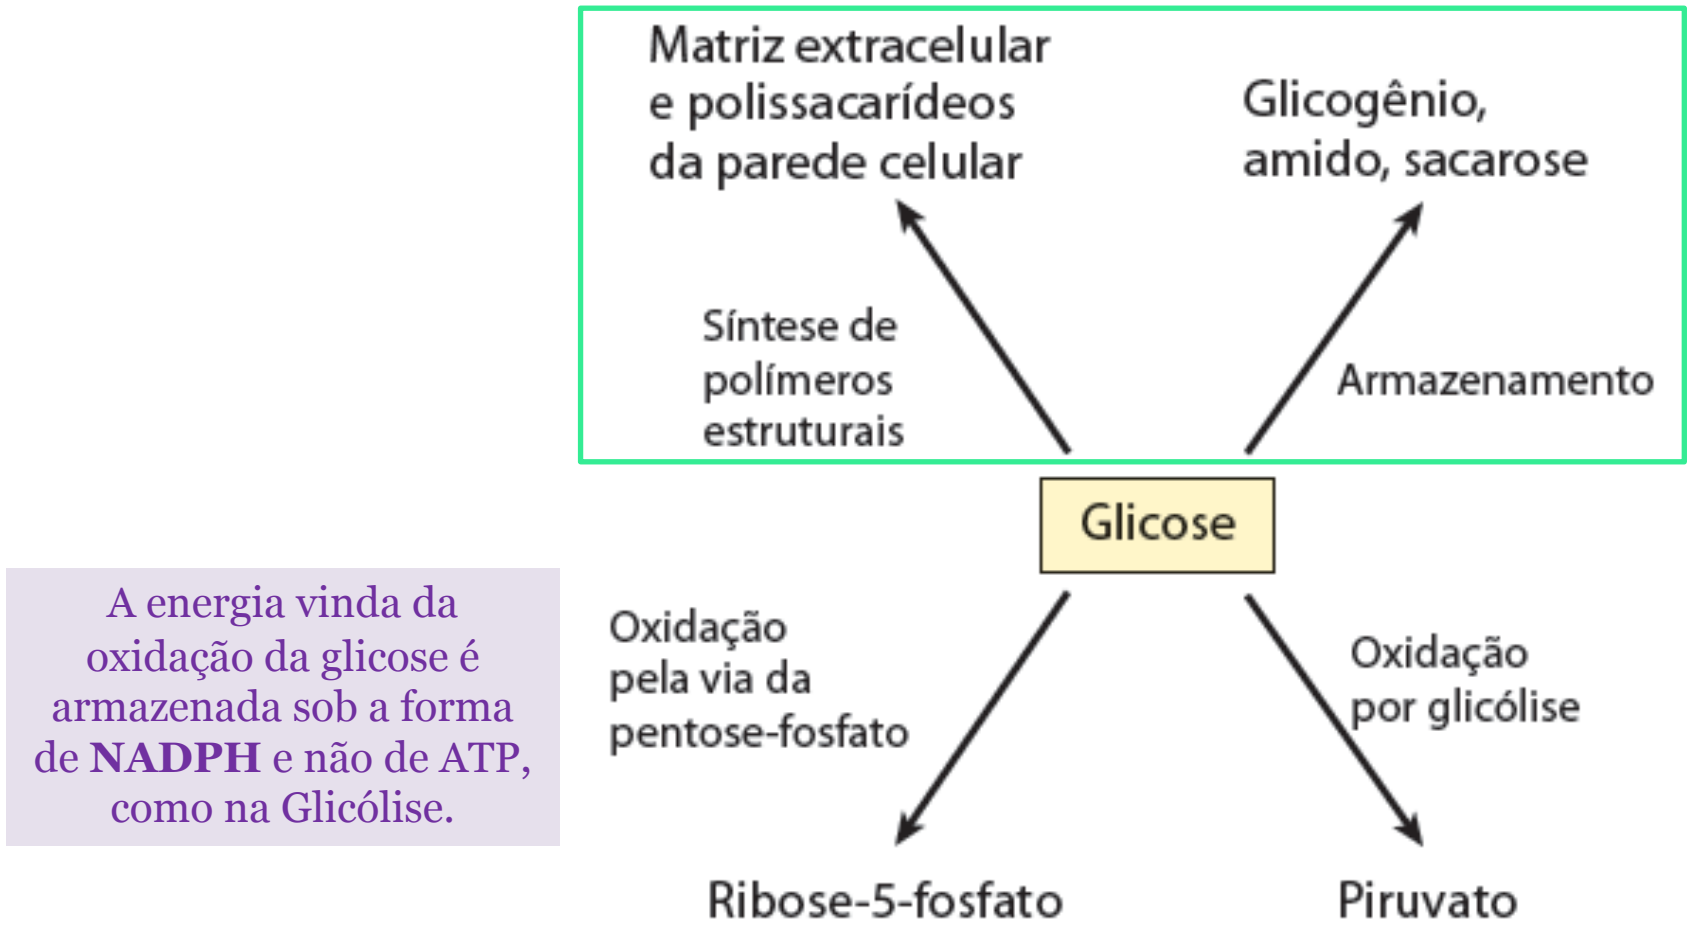 Matriz extracelular
e polissacarídeos
da parede celular
Glicogênio,
amido, sacarose
Síntese de
polímeros
estruturais
Armazenamento
Glicose
A energia vinda da
oxidação da glicose é
armazenada sob a forma
de NADPH e não de ATP,
como na Glicólise.
Oxidação
pela via da
pentose-fosfato
Oxidação
por glicólise
Ribose-5-fosfato
Piruvato